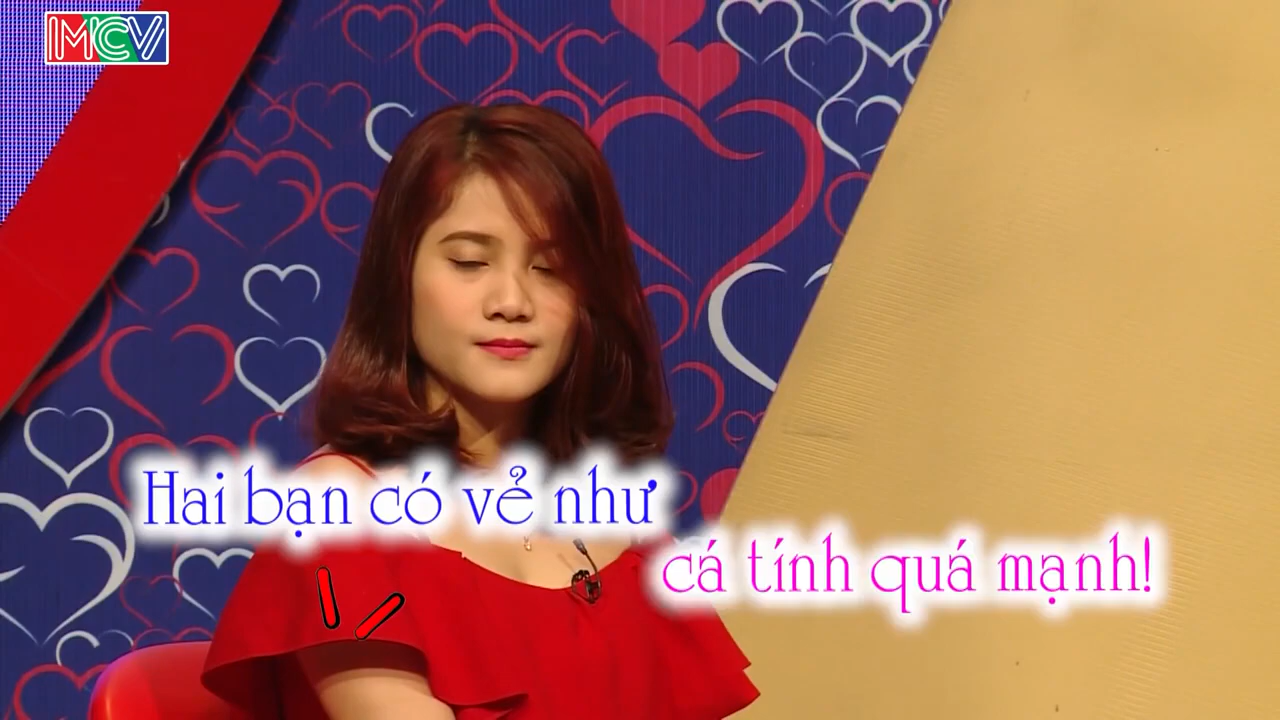 MCV
Hai bạn có vẻ như
cá tính quá mạnh!